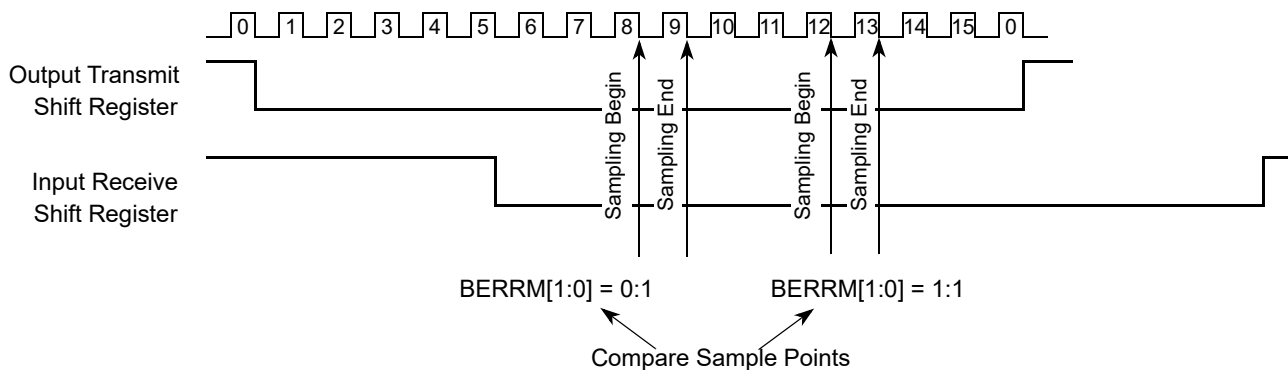 0 1 2 3 4 5 6 7 8 9 10 11 12 13 14 15 0
Output Transmit
Shift Register
Input Receive
Shift Register
Sampling Begin
Sampling End
Sampling Begin
Sampling End
BERRM[1:0] = 0:1
BERRM[1:0] = 1:1
Compare Sample Points